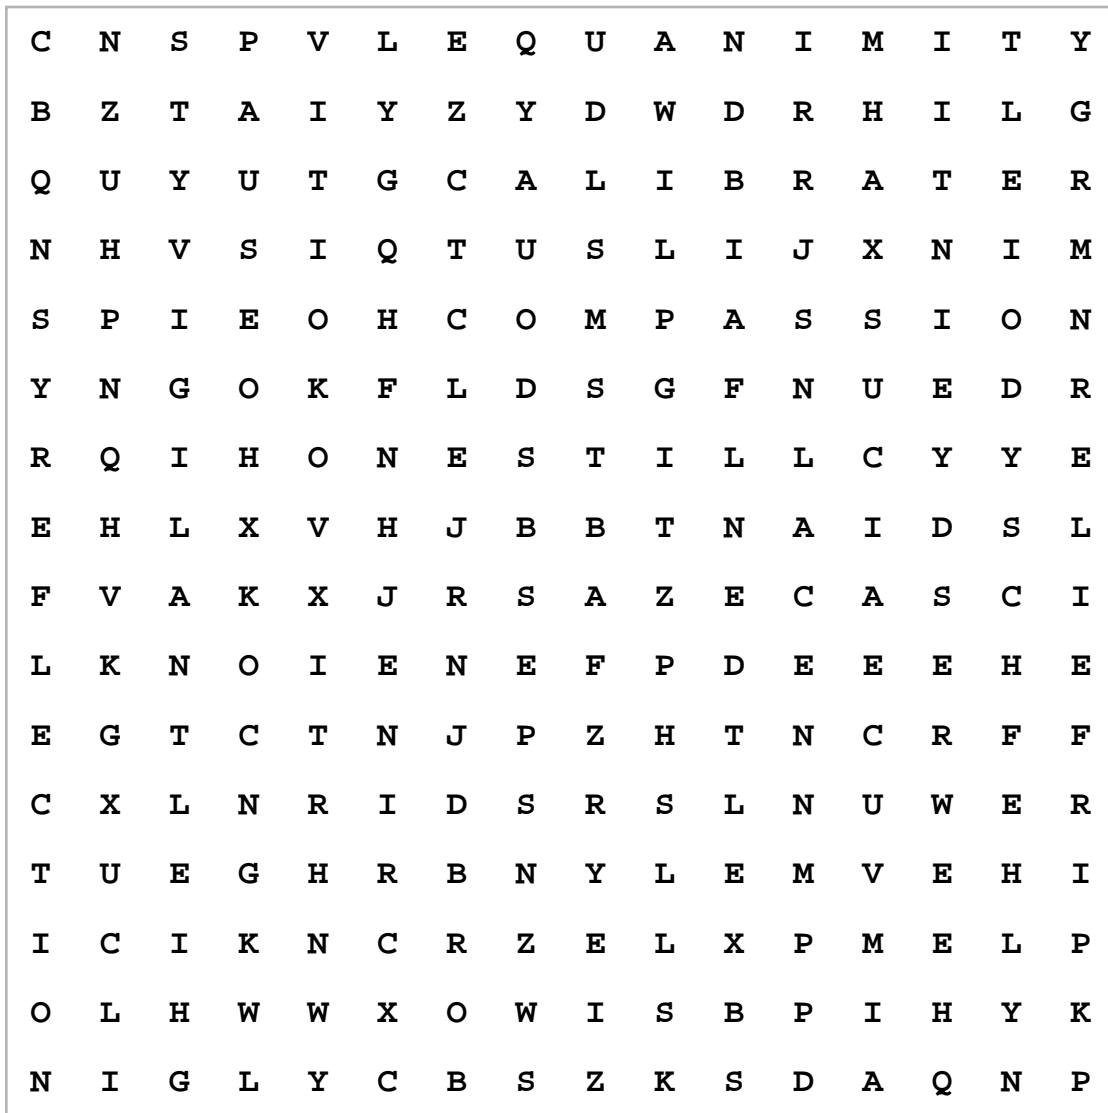 C N S P V L E Q U A N I M I T Y
B Z T A I Y Z Y D W D R H I L G
Q U Y U T G C A L I B R A T E R
N H V S I Q T U S L I J X N I M
S P I E O H C O M P A S S I O N
Y N G O K F L D S G F N U E D R
R Q I H O N E S T I L L C Y Y E
E H L X V H J B B T N A I D S L
F V A K X J R S A Z E C A S C I
L K N O I E N E F P D E E E H E
E G T C T N J P Z H T N C R F F
C X L N R I D S R S L N U W E R
T U E G H R B N Y L E M V E H I
I C I K N C R Z E L X P M E L P
O L H W W X O W I S B P I H Y K
N I G L Y C B S Z K S D A Q N P